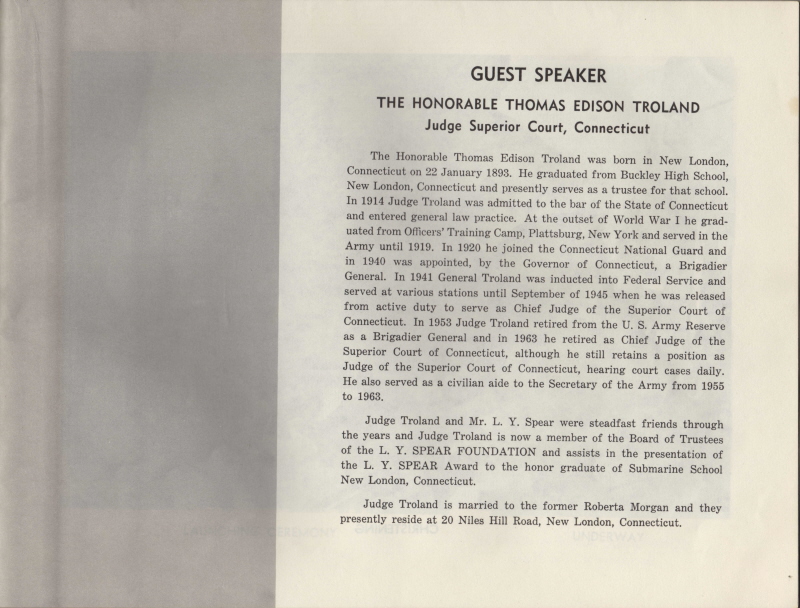 GUEST SPEAKER
THE HONORABLE THOMAS EDISON TROLAND
Judge Superior Court, Connecticut
The Honorable Thomas Edison Troland was born in New London,
Connecticut on 22 January 1893. He graduated from Buckley High School,
New London, Connecticut and presently serves as a trustee for that school.
In 1914 Judge Troland was admitted to the bar of the State of Connecticut
and entered general law practice. At the outset of World War I he grad-
uated from Officers' Training Camp, Plattsburg, New York and served in the
Army until 1919. In 1920 he joined the Connecticut National Guard and
in 1940 was appointed, by the Governor of Connecticut, a Brigadier
General. In 1941 General Troland was inducted into Federal Service and
served at various stations until September of 1945 when he was released
from active duty to serve as Chief Judge of the Superior Court of
Connecticut. In 1953 Judge Troland retired from the U. S. Army Reserve
as a Brigadier General and in 1963 he retired as Chief Judge of the
Superior Court of Connecticut, although he still retains a position as
Judge of the Superior Court of Connecticut, hearing court cases daily.
He also served as a civilian aide to the Secretary of the Army from 1955
to 1963.
Judge Troland and Mr. L. Y. Spear were steadfast friends through
the years and Judge Troland is now a member of the Board of Trustees
of the L. Y. SPEAR FOUNDATION and assists in the presentation of
the L. Y. SPEAR Award to the honor graduate of Submarine School
New London, Connecticut.
Judge Troland is married to the former Roberta Morgan and they
presently reside at 20 Niles Hill Road, New London, Connecticut.